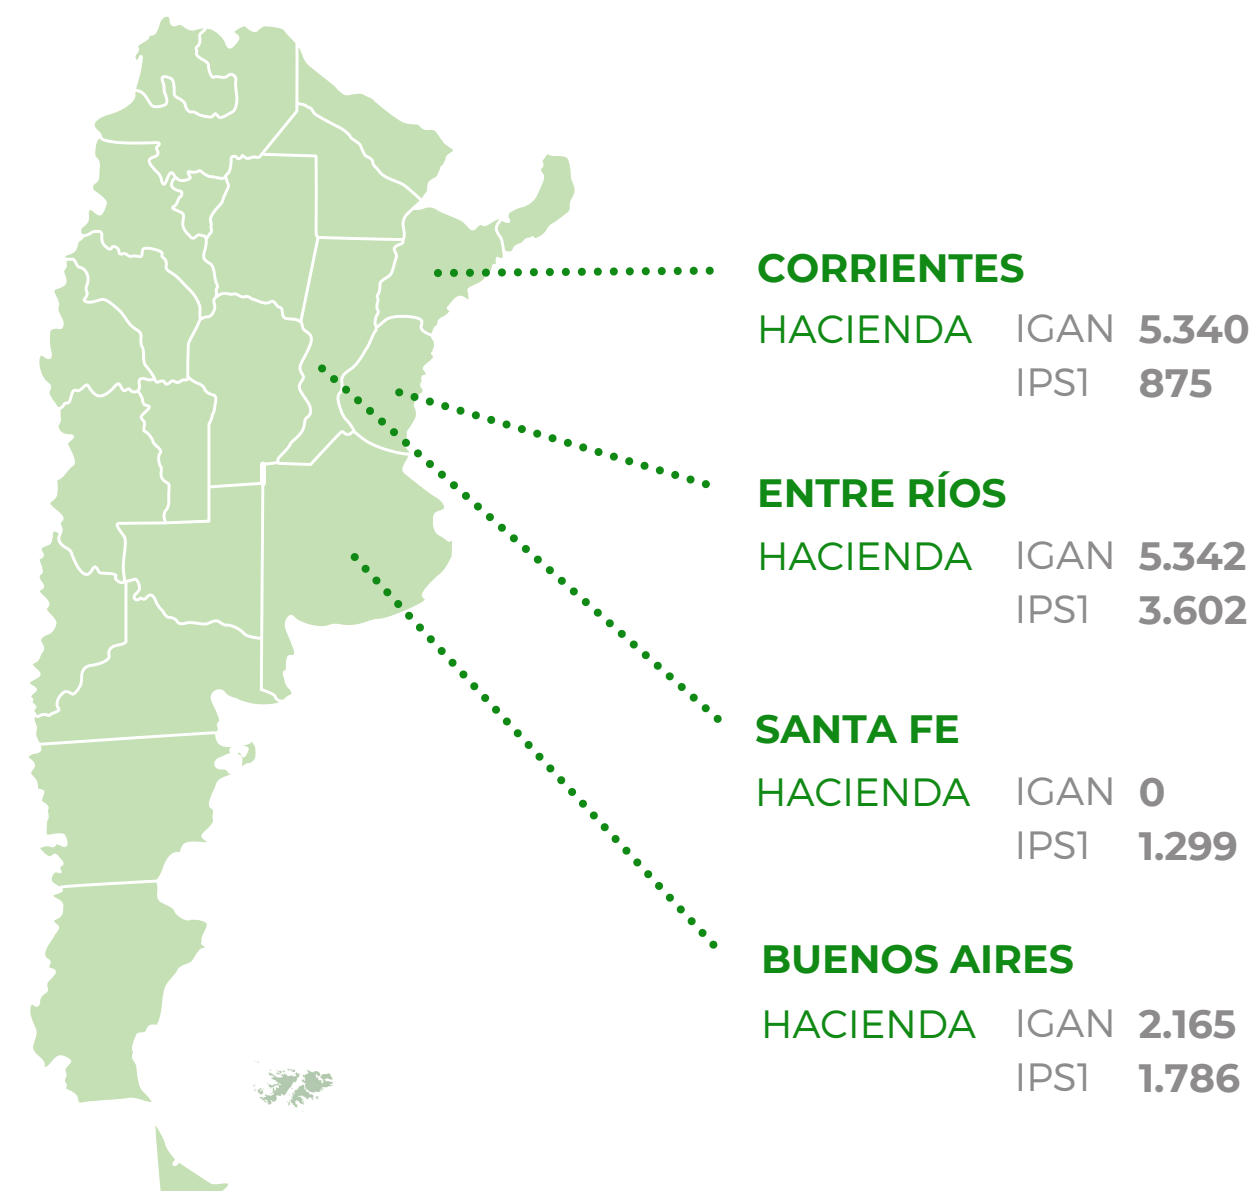 CORRIENTES
HACIENDA IGAN 5.340
IPS1 875
ENTRE RÍOS
HACIENDA IGAN 5.342
IPS1 3.602
SANTA FE
HACIENDA IGAN 0
IPS1 1.299
BUENOS AIRES
HACIENDA IGAN 2.165
IPS1 1.786